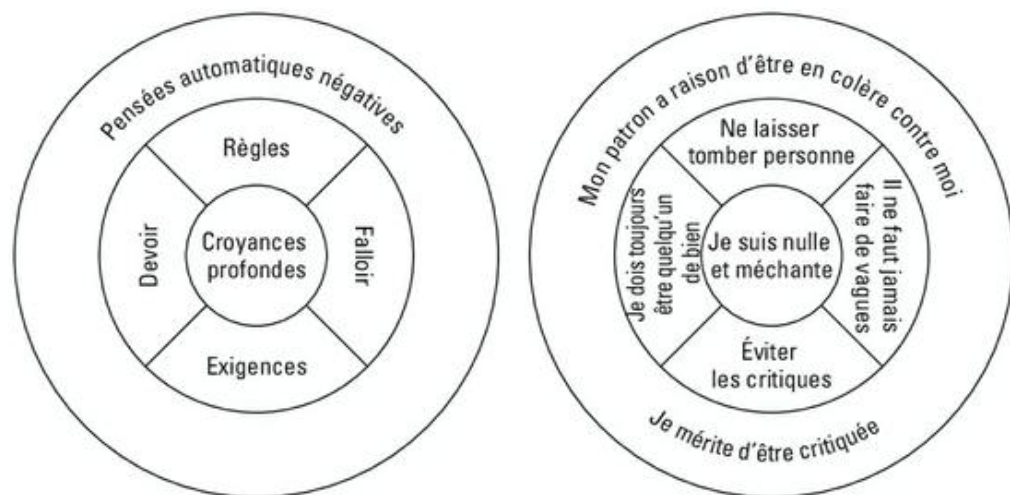 Pensées automatiques négatives
Règles
Devoir
Croyances
profondes
Falloir
Exigences
Mon patron a raison d'être en colère contre moi
Ne laisser
tomber personne
Je dois toujours
être quelqu'un
de bien
Je suis nulle
et méchante
Il ne faut jamais
faire de vagues
Éviter
les critiques
Je mérite d'être critiquée